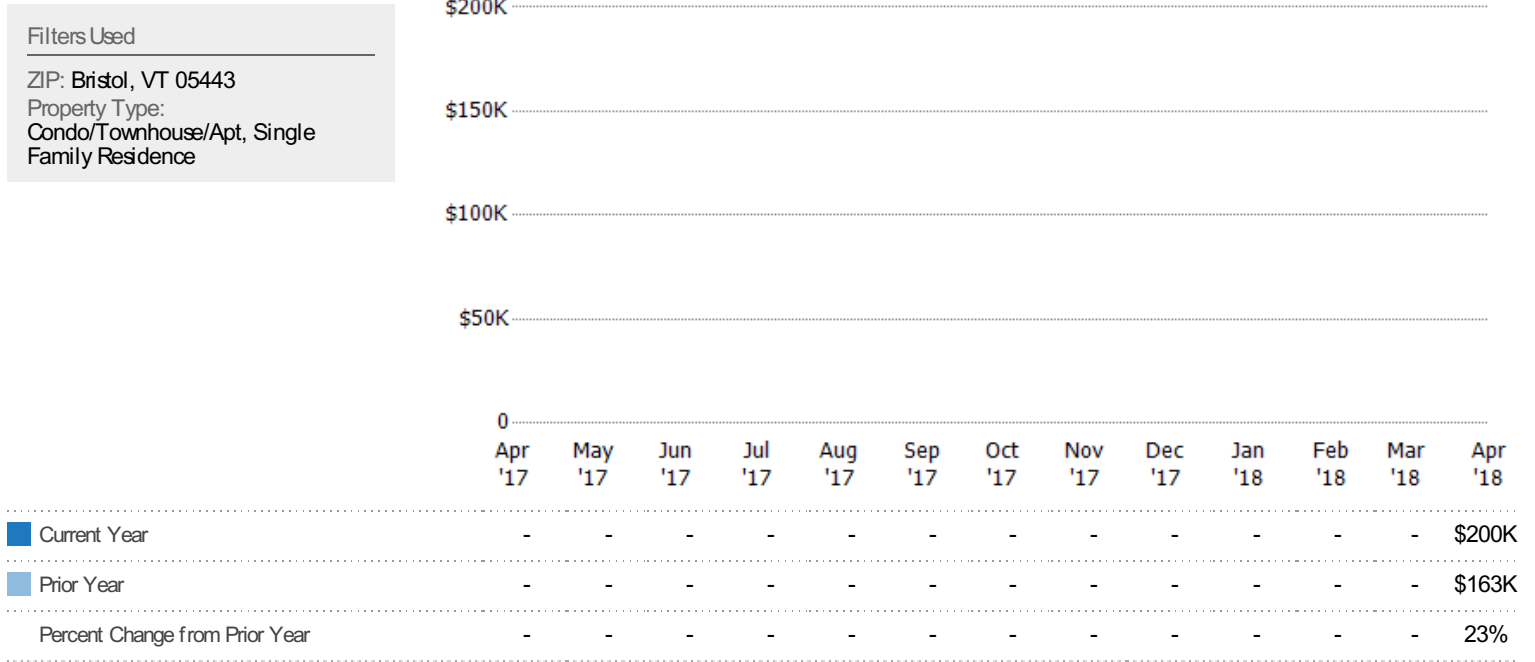 Filters Used
ZIP: Bristol, VT 05443
Property Type:
Condo/Townhouse/Apt, Single
Family Residence
$200K
$150K
$100K
$50K
0
Apr May Jun Jul Aug Sep Oct Nov Dec Jan Feb Mar Apr
'17 '17 '17 '17 '17 '17 '17 '17 '17 '18 '18 '18 '18
Current Year - - - - - - - - - - - - $200K
Prior Year - - - - - - - - - - - - $163K
Percent Change from Prior Year - - - - - - - - - - - - 23%